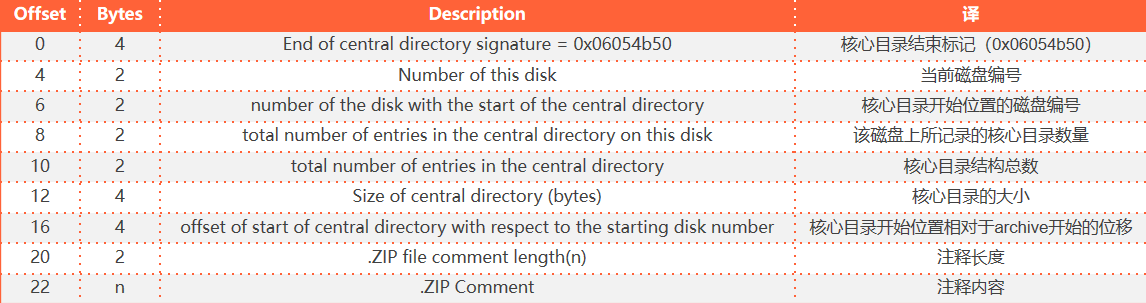 Offset Bytes Description 译
0 4 End of central directory signature = 0x06054b50 核心目录结束标记（0x06054b50）
4 2 Number of this disk 当前磁盘编号
6 2 number of the disk with the start of the central directory 核心目录开始位置的磁盘编号
8 2 total number of entries in the central directory on this disk 该磁盘上所记录的核心目录数量
10 2 total number of entries in the central directory 核心目录结构总数
12 4 Size of central directory (bytes) 核心目录的大小
16 4 offset of start of central directory with respect to the starting disk number 核心目录开始位置相对于archive开始的位移
20 2 .ZIP file comment length(n) 注释长度
22 n .ZIP Comment 注释内容